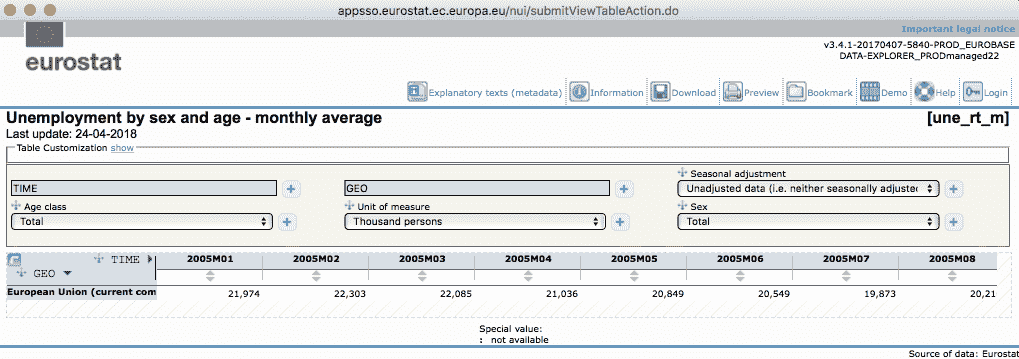 appsso.eurostat.ec.europa.eu/nui/submitViewTableAction.do
Important legal notice
v3.4.1-20170407-5840-PROD_EUROBASE
DATA-EXPLORER_PRODmanaged22
eurostat
Explanatory texts (metadata) Information Download Preview Bookmark Demo Help Login
Unemployment by sex and age - monthly average [une_rt_m]
Last update: 24-04-2018
Table Customization show
Seasonal adjustment
TIME + GEO + Unadjusted data (i.e. neither seasonally adjuste +
Age class Unit of measure Sex
Total + Thousand persons + Total +
TIME 2005M01 2005M02 2005M03 2005M04 2005M05 2005M06 2005M07 2005M08
GEO
European Union (current com 21,974 22,303 22,085 21,036 20,849 20,549 19,873 20,21
Special value:
: not available
Source of data: Eurostat